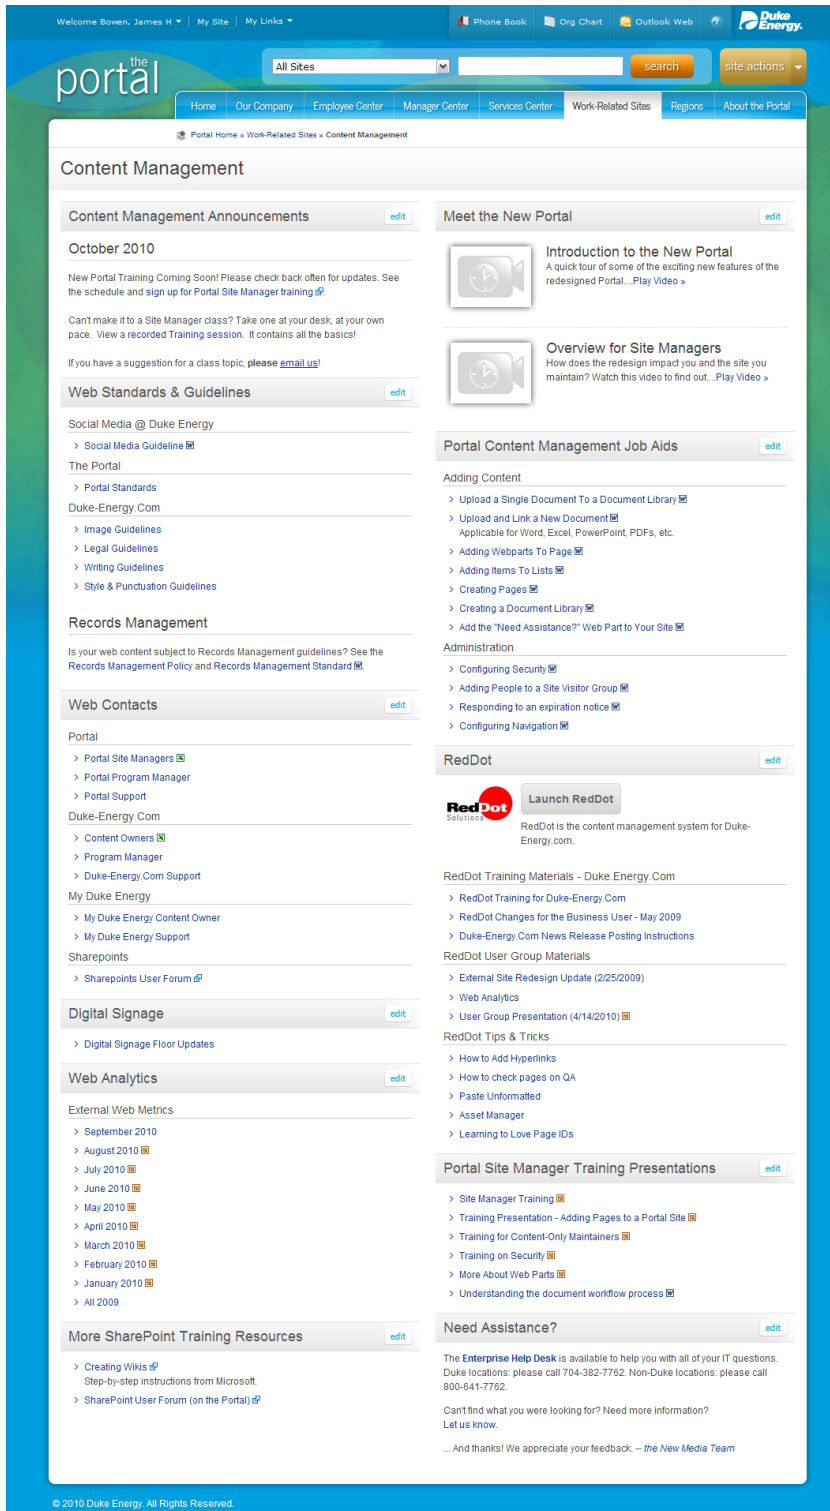 Welcome Bowen, James H
My Site
My Links
Phone Book
Org Chart
Outlook Web
?
Duke
Energy.
the
portal
All Sites
search
site actions
Home
Our Company
Employee Center
Manager Center
Services Center
Work-Related Sites
Regions
About the Portal
Portal Home » Work-Related Sites » Content Management
Content Management
Content Management Announcements
edit
October 2010
New Portal Training Coming Soon! Please check back often for updates. See
the schedule and sign up for Portal Site Manager training.
Can't make it to a Site Manager class? Take one at your desk, at your own
pace. View a recorded Training session. It contains all the basics!
If you have a suggestion for a class topic, please email us!
Web Standards & Guidelines
edit
Social Media @ Duke Energy
> Social Media Guideline
The Portal
> Portal Standards
Duke-Energy.Com
> Image Guidelines
> Legal Guidelines
> Writing Guidelines
> Style & Punctuation Guidelines
Records Management
Is your web content subject to Records Management guidelines? See the
Records Management Policy and Records Management Standard.
Web Contacts
edit
Portal
> Portal Site Managers
> Portal Program Manager
> Portal Support
Duke-Energy.Com
> Content Owners
> Program Manager
> Duke-Energy.Com Support
My Duke Energy
> My Duke Energy Content Owner
> My Duke Energy Support
Sharepoints
> Sharepoints User Forum
Digital Signage
edit
> Digital Signage Floor Updates
Web Analytics
edit
External Web Metrics
> September 2010
> August 2010
> July 2010
> June 2010
> May 2010
> April 2010
> March 2010
> February 2010
> January 2010
> All 2009
More SharePoint Training Resources
edit
> Creating Wikis
Step-by-step instructions from Microsoft.
> SharePoint User Forum (on the Portal)
Meet the New Portal
edit
Introduction to the New Portal
A quick tour of some of the exciting new features of the
redesigned Portal....Play Video »
Overview for Site Managers
How does the redesign impact you and the site you
maintain? Watch this video to find out....Play Video »
Portal Content Management Job Aids
edit
Adding Content
> Upload a Single Document To a Document Library
> Upload and Link a New Document
Applicable for Word, Excel, PowerPoint, PDFs, etc.
> Adding Webparts To Page
> Adding Items To Lists
> Creating Pages
> Creating a Document Library
> Add the "Need Assistance?" Web Part to Your Site
Administration
> Configuring Security
> Adding People to a Site Visitor Group
> Responding to an expiration notice
> Configuring Navigation
RedDot
edit
RedDot
Solutions
Launch RedDot
RedDot is the content management system for Duke-
Energy.com.
RedDot Training Materials - Duke.Energy.Com
> RedDot Training for Duke-Energy.Com
> RedDot Changes for the Business User - May 2009
> Duke-Energy.Com News Release Posting Instructions
RedDot User Group Materials
> External Site Redesign Update (2/25/2009)
> Web Analytics
> User Group Presentation (4/14/2010)
RedDot Tips & Tricks
> How to Add Hyperlinks
> How to check pages on QA
> Paste Unformatted
> Asset Manager
> Learning to Love Page IDs
Portal Site Manager Training Presentations
edit
> Site Manager Training
> Training Presentation - Adding Pages to a Portal Site
> Training for Content-Only Maintainers
> Training on Security
> More About Web Parts
> Understanding the document workflow process
Need Assistance?
edit
The Enterprise Help Desk is available to help you with all of your IT questions.
Duke locations: please call 704-382-7762. Non-Duke locations: please call
800-641-7762.
Can't find what you were looking for? Need more information?
Let us know.
... And thanks! We appreciate your feedback. -- the New Media Team
© 2010 Duke Energy. All Rights Reserved.